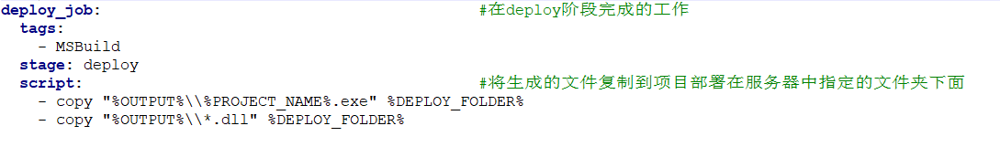 deploy_job: #在deploy阶段完成的工作
  tags:
    - MSBuild
  stage: deploy
  script: #将生成的文件复制到项目部署在服务器中指定的文件夹下面
    - copy "%OUTPUT%\\%PROJECT_NAME%.exe" %DEPLOY_FOLDER%
    - copy "%OUTPUT%\\*.dll" %DEPLOY_FOLDER%